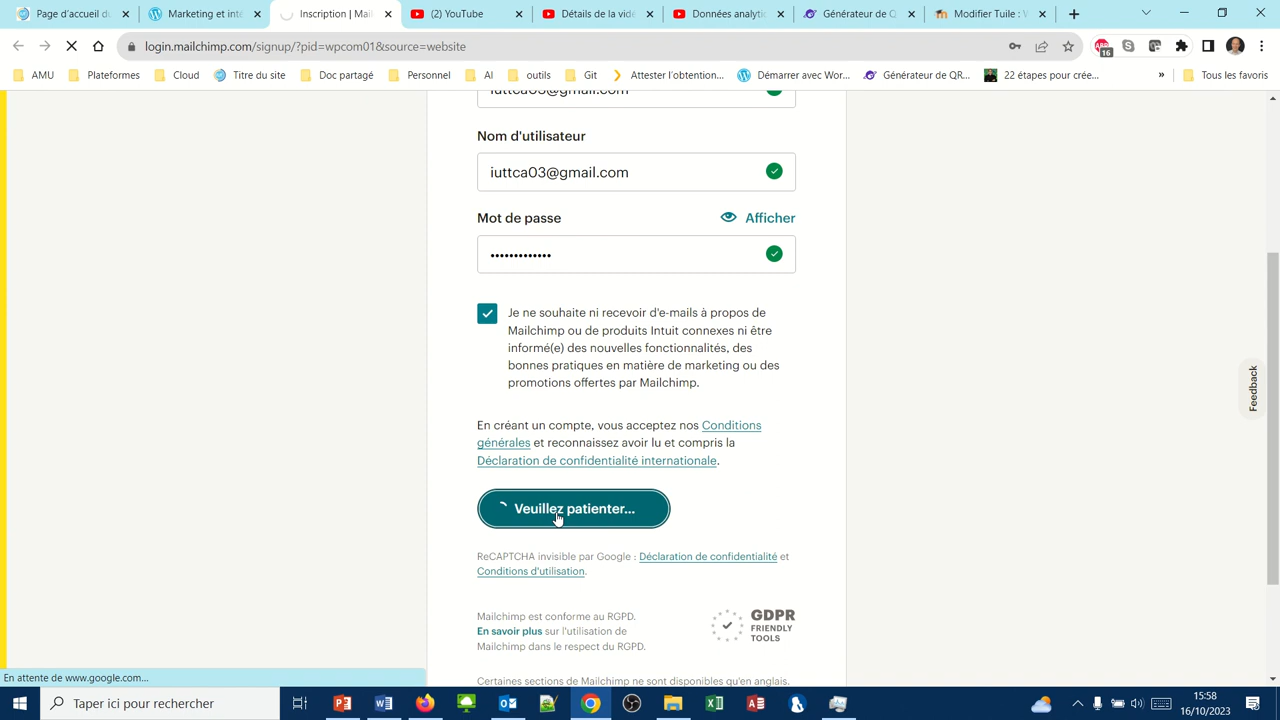 Page d'accueil du
Marketing et inte
Inscription | Mail
(2) YouTube
Détails de la vidé
Données analytic
Générateur de Q
Modifier Tuile : W
login.mailchimp.com/signup/?pid=wpcom01&source=website
16
AMU
Plateformes
Cloud
Titre du site
Doc partagé
Personnel
AI
outils
Git
Attester l'obtention...
Démarrer avec Wor...
Générateur de QR...
22 étapes pour crée...
»
Tous les favoris
iuttca03@gmail.com
Nom d'utilisateur
iuttca03@gmail.com
Mot de passe
Afficher
•••••••••••••
Je ne souhaite ni recevoir d'e-mails à propos de
Mailchimp ou de produits Intuit connexes ni être
informé(e) des nouvelles fonctionnalités, des
bonnes pratiques en matière de marketing ou des
promotions offertes par Mailchimp.
En créant un compte, vous acceptez nos Conditions
générales et reconnaissez avoir lu et compris la
Déclaration de confidentialité internationale.
Veuillez patienter...
ReCAPTCHA invisible par Google : Déclaration de confidentialité et
Conditions d'utilisation.
Mailchimp est conforme au RGPD.
En savoir plus sur l'utilisation de
Mailchimp dans le respect du RGPD.
GDPR
FRIENDLY
TOOLS
Certaines sections de Mailchimp ne sont disponibles qu'en anglais.
Feedback
En attente de www.google.com...
Taper ici pour rechercher
15:58
16/10/2023